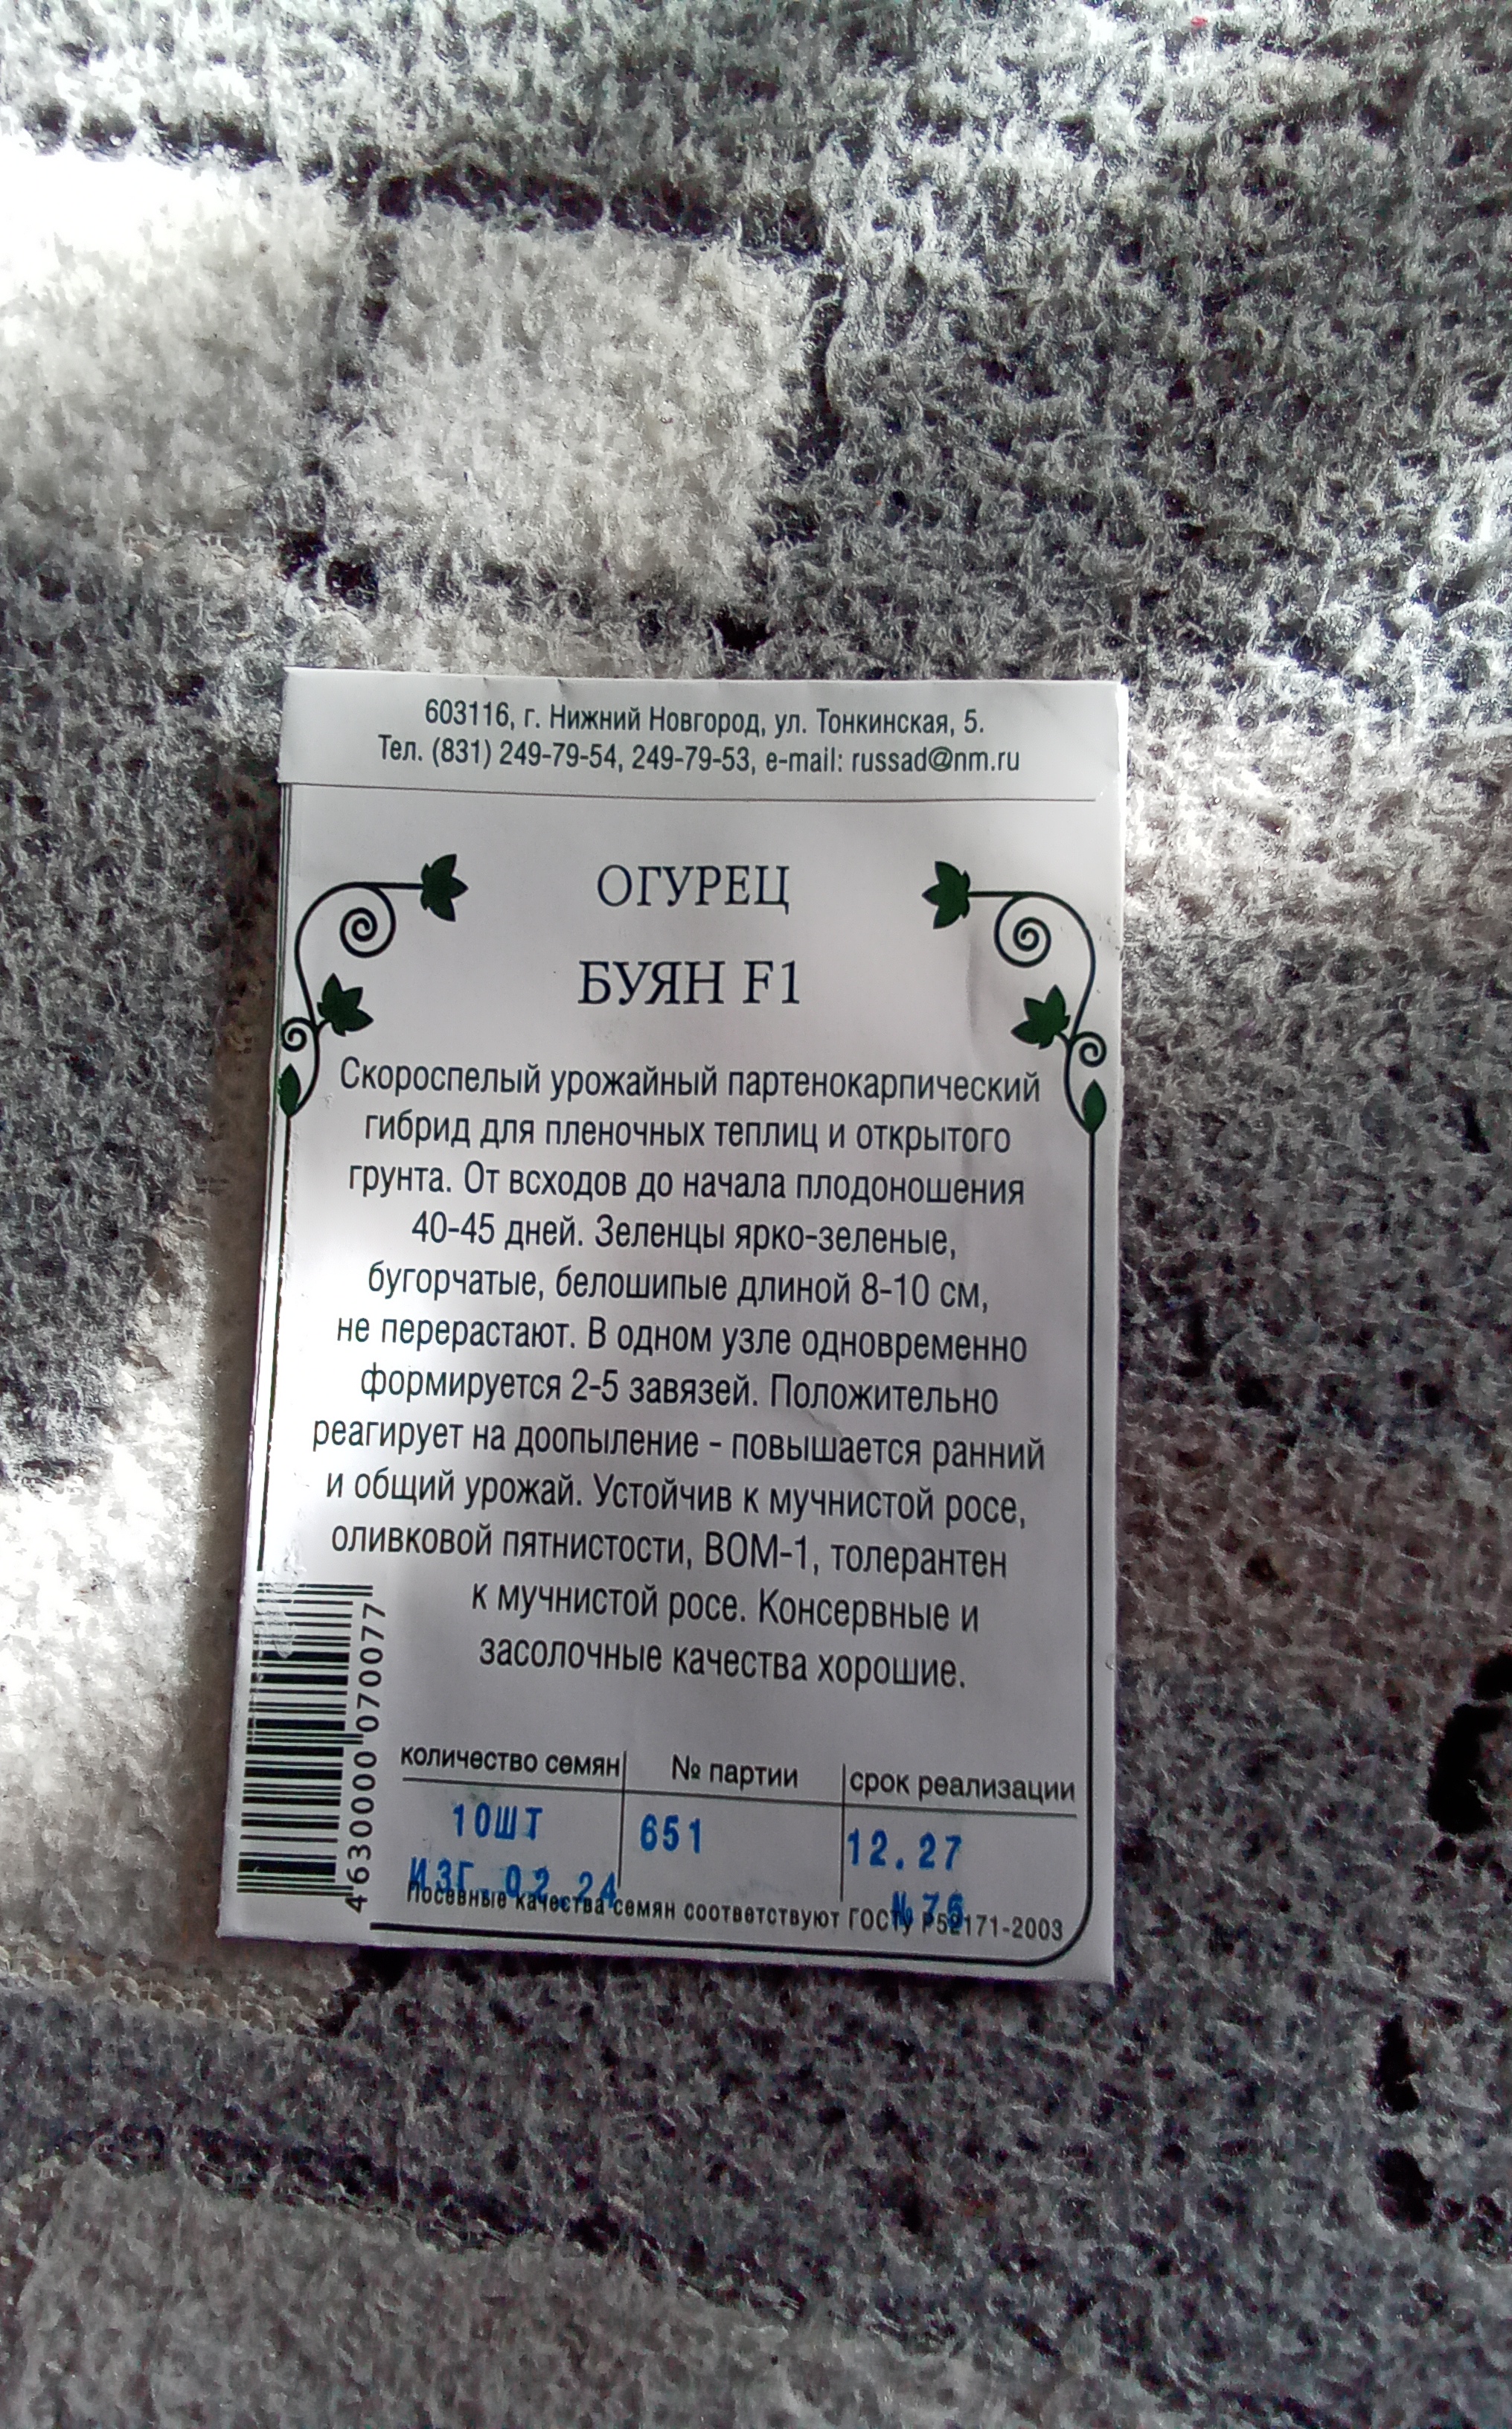 603116, г. Нижний Новгород, ул. Тонкинская, 5.
Тел. (831) 249-79-54, 249-79-53, e-mail: russad@nm.ru
ОГУРЕЦ
БУЯН F1
Скороспелый урожайный партенокарпический
гибрид для пленочных теплиц и открытого
грунта. От всходов до начала плодоношения
40-45 дней. Зеленцы ярко-зеленые,
бугорчатые, белошипые длиной 8-10 см,
не перерастают. В одном узле одновременно
формируется 2-5 завязей. Положительно
реагирует на доопыление - повышается ранний
и общий урожай. Устойчив к мучнистой росе,
оливковой пятнистости, ВОМ-1, толерантен
к мучнистой росе. Консервные и
засолочные качества хорошие.
4630000070077
количество семян № партии срок реализации
10ШТ 651 12.27
ИЗГ. 02.24 № 76
Посевные качества семян соответствуют ГОСТу Р52171-2003